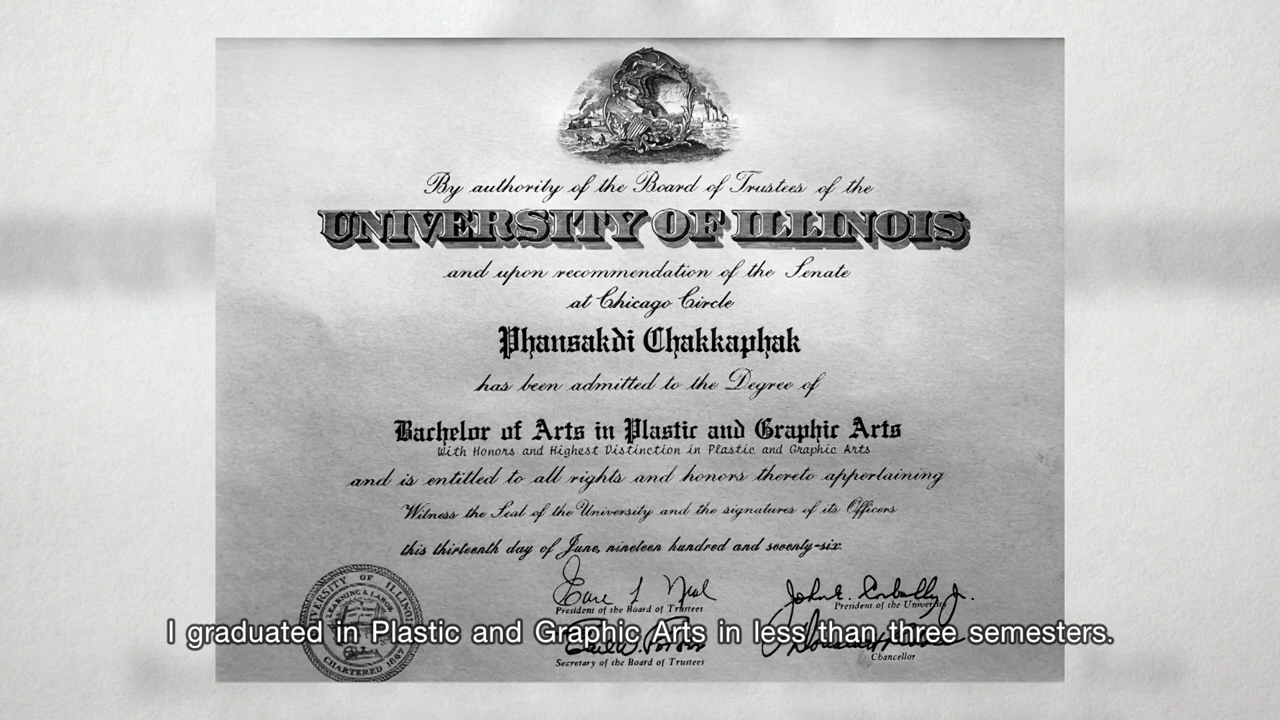 By authority of the Board of Trustees of the
UNIVERSITY OF ILLINOIS
and upon recommendation of the Senate
at Chicago Circle
Phansakdi Chakkaphak
has been admitted to the Degree of
Bachelor of Arts in Plastic and Graphic Arts
With Honors and Highest Distinction in Plastic and Graphic Arts
and is entitled to all rights and honors thereto appertaining
Witness the Seal of the University and the signatures of its Officers
this thirteenth day of June, nineteen hundred and seventy-six.
Earl L Neal
John E. Corbally Jr.
President of the Board of Trustees
President of the University
UNIVERSITY OF ILLINOIS
LEARNING & LABOR
CHARTERED 1867
I graduated in Plastic and Graphic Arts in less than three semesters.
Secretary of the Board of Trustees
Chancellor